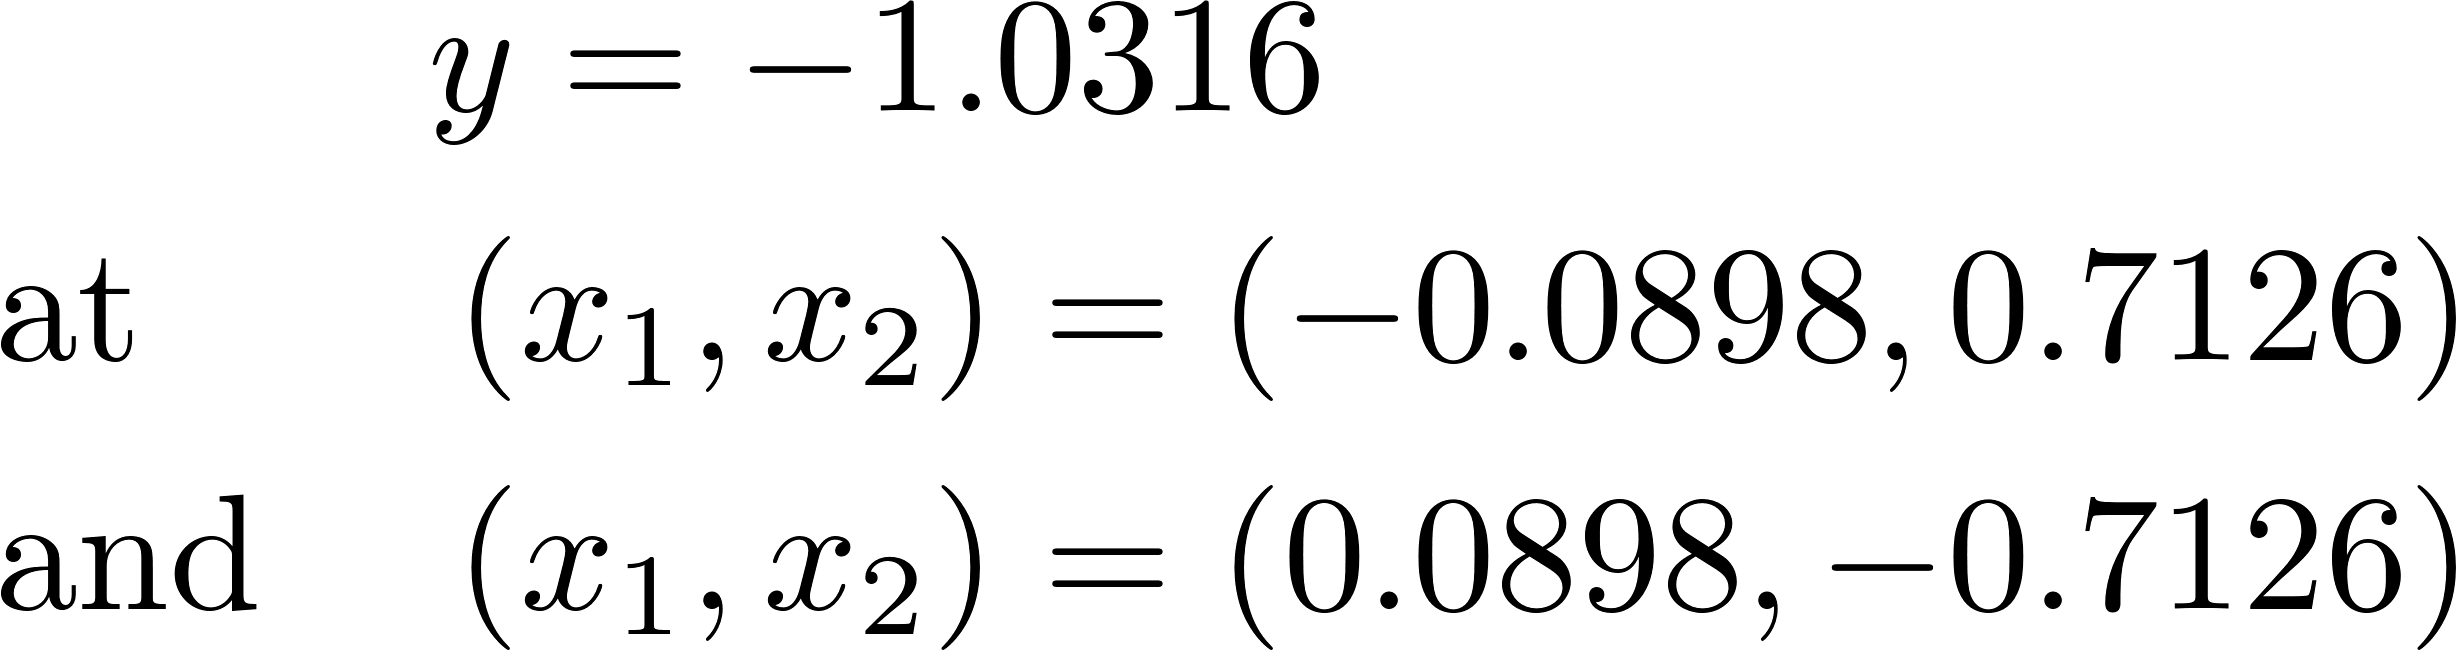 y = −1.0316
at (x₁, x₂) = (−0.0898, 0.7126)
and (x₁, x₂) = (0.0898, −0.7126)